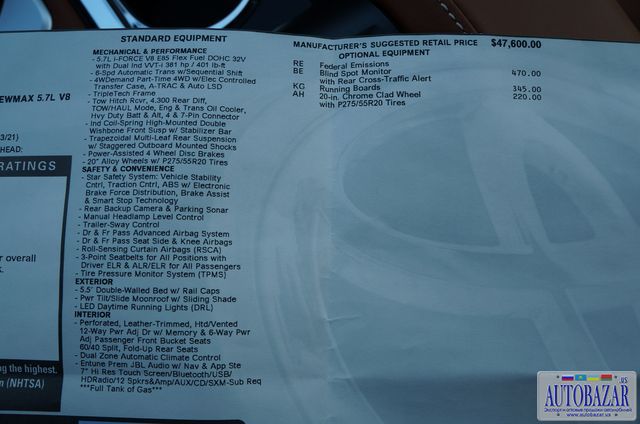 STANDARD EQUIPMENT
MECHANICAL & PERFORMANCE
- 5.7L i-FORCE V8 E85 Flex Fuel DOHC 32V
with Dual Ind VVT-i 381 hp / 401 lb-ft
- 6-Spd Automatic Trans w/Sequential Shift
- 4WDemand Part-Time 4WD w/Elec Controlled
Transfer Case, A-TRAC & Auto LSD
- TripleTech Frame
- Tow Hitch Rcvr, 4.300 Rear Diff,
TOW/HAUL Mode, Eng & Trans Oil Cooler,
Hvy Duty Batt & Alt, 4 & 7-Pin Connector
- Ind Coil-Spring High-Mounted Double
Wishbone Front Susp w/ Stabilizer Bar
- Trapezoidal Multi-Leaf Rear Suspension
w/ Staggered Outboard Mounted Shocks
- Power-Assisted 4 Wheel Disc Brakes
- 20" Alloy Wheels w/ P275/55R20 Tires
SAFETY & CONVENIENCE
- Star Safety System: Vehicle Stability
Cntrl, Traction Cntrl, ABS w/ Electronic
Brake Force Distribution, Brake Assist
& Smart Stop Technology
- Rear Backup Camera & Parking Sonar
- Manual Headlamp Level Control
- Trailer-Sway Control
- Dr & Fr Pass Advanced Airbag System
- Dr & Fr Pass Seat Side & Knee Airbags
- Roll-Sensing Curtain Airbags (RSCA)
- 3-Point Seatbelts for All Positions with
Driver ELR & ALR/ELR for All Passengers
- Tire Pressure Monitor System (TPMS)
EXTERIOR
- 5.5' Double-Walled Bed w/ Rail Caps
- Pwr Tilt/Slide Moonroof w/ Sliding Shade
- LED Daytime Running Lights (DRL)
INTERIOR
- Perforated, Leather-Trimmed, Htd/Vented
12-Way Pwr Adj Dr w/ Memory & 6-Way Pwr
Adj Passenger Front Bucket Seats
60/40 Split, Fold-Up Rear Seats
- Dual Zone Automatic Climate Control
- Entune Prem JBL Audio w/ Nav & App Ste
7" Hi Res Touch Screen/Bluetooth/USB/
HDRadio/12 Spkrs&Amp/AUX/CD/SXM-Sub Req
***Full Tank of Gas***
MANUFACTURER'S SUGGESTED RETAIL PRICE $47,600.00
OPTIONAL EQUIPMENT
RE Federal Emissions
BE Blind Spot Monitor 470.00
with Rear Cross-Traffic Alert
KG Running Boards 345.00
AH 20-in. Chrome Clad Wheel 220.00
with P275/55R20 Tires
EWMAX 5.7L V8
3/21)
HEAD:
RATINGS
r overall
k.
ng the highest.
n (NHTSA)
.US
AUTOBAZAR
www.autobazar.us